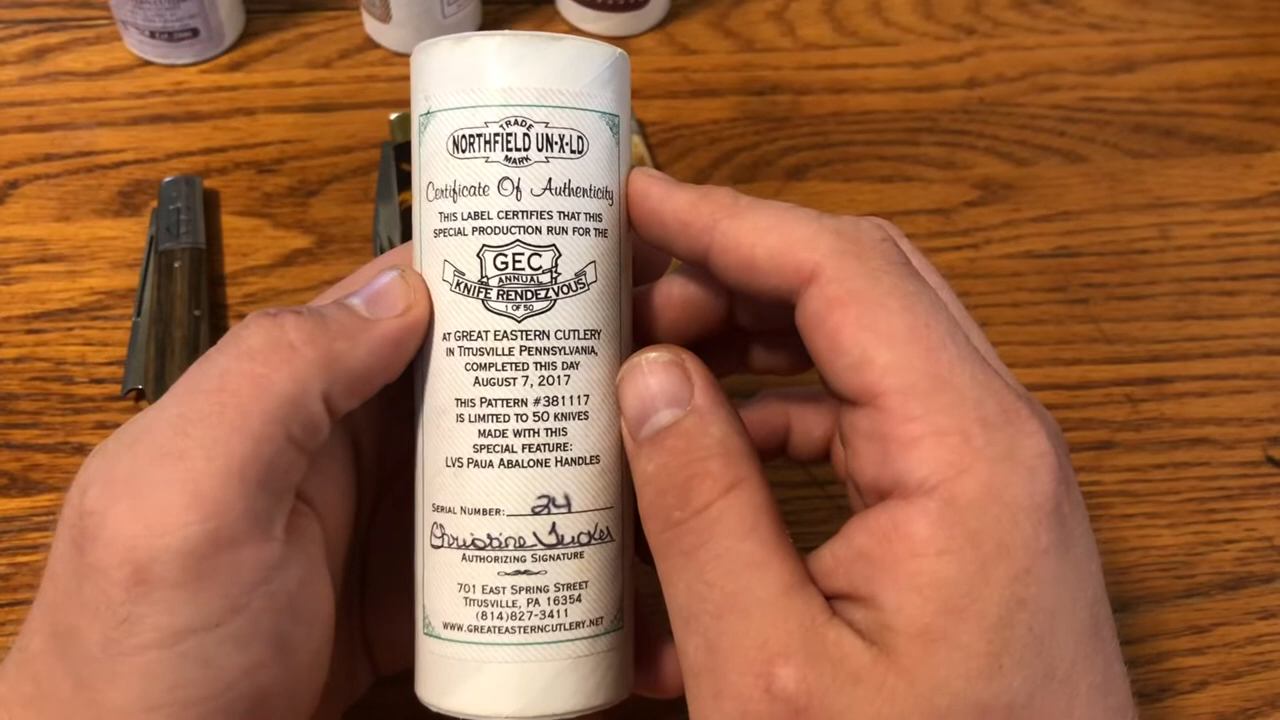 TRADE
NORTHFIELD UN-X-LD
MARK
Certificate Of Authenticity
THIS LABEL CERTIFIES THAT THIS
SPECIAL PRODUCTION RUN FOR THE
GEC
ANNUAL
KNIFE RENDEZVOUS
1 OF 50
AT GREAT EASTERN CUTLERY
IN TITUSVILLE PENNSYLVANIA,
COMPLETED THIS DAY
AUGUST 7, 2017
THIS PATTERN #381117
IS LIMITED TO 50 KNIVES
MADE WITH THIS
SPECIAL FEATURE:
LVS PAUA ABALONE HANDLES
SERIAL NUMBER: 24
Christine Tucker
AUTHORIZING SIGNATURE
701 EAST SPRING STREET
TITUSVILLE, PA 16354
(814)827-3411
WWW.GREATEASTERNCUTLERY.NET